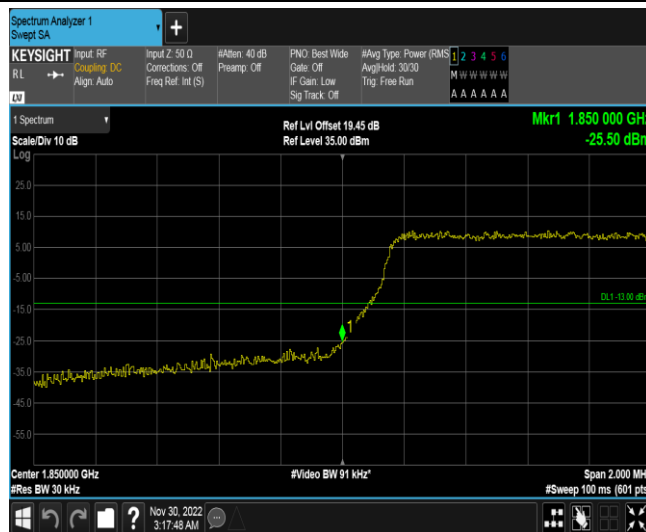 Spectrum Analyzer 1
Swept SA
+
KEYSIGHT
RL
LXI
Input: RF
Coupling: DC
Align: Auto
Input Z: 50 Ω
Corrections: Off
Freq Ref: Int (S)
#Atten: 40 dB
Preamp: Off
PNO: Best Wide
Gate: Off
IF Gain: Low
Sig Track: Off
#Avg Type: Power (RMS
Avg|Hold: 30/30
Trig: Free Run
1 2 3 4 5 6
M W W W W W
A A A A A A
1 Spectrum
Scale/Div 10 dB
Log
Ref Lvl Offset 19.45 dB
Ref Level 35.00 dBm
Mkr1 1.850 000 GHz
-25.50 dBm
25.0
15.0
5.00
-5.00
-15.0
-25.0
-35.0
-45.0
-55.0
DL1 -13.00 dBm
1
Center 1.850000 GHz
#Res BW 30 kHz
#Video BW 91 kHz*
Span 2.000 MHz
#Sweep 100 ms (601 pts)
?
Nov 30, 2022
3:17:48 AM